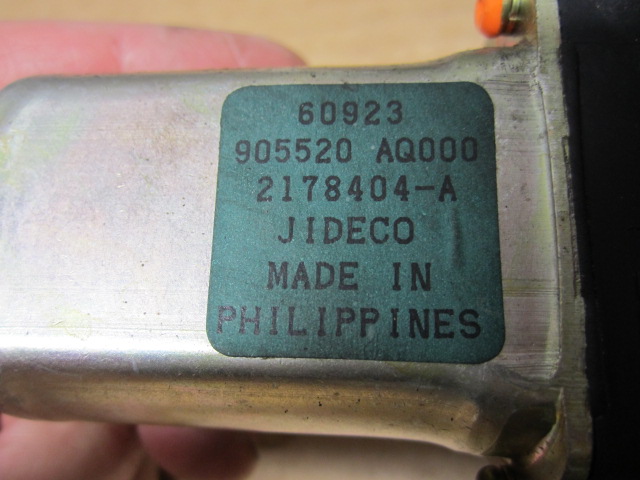 60923
905520 AQ000
2178404-A
JIDECO
MADE IN
PHILIPPINES